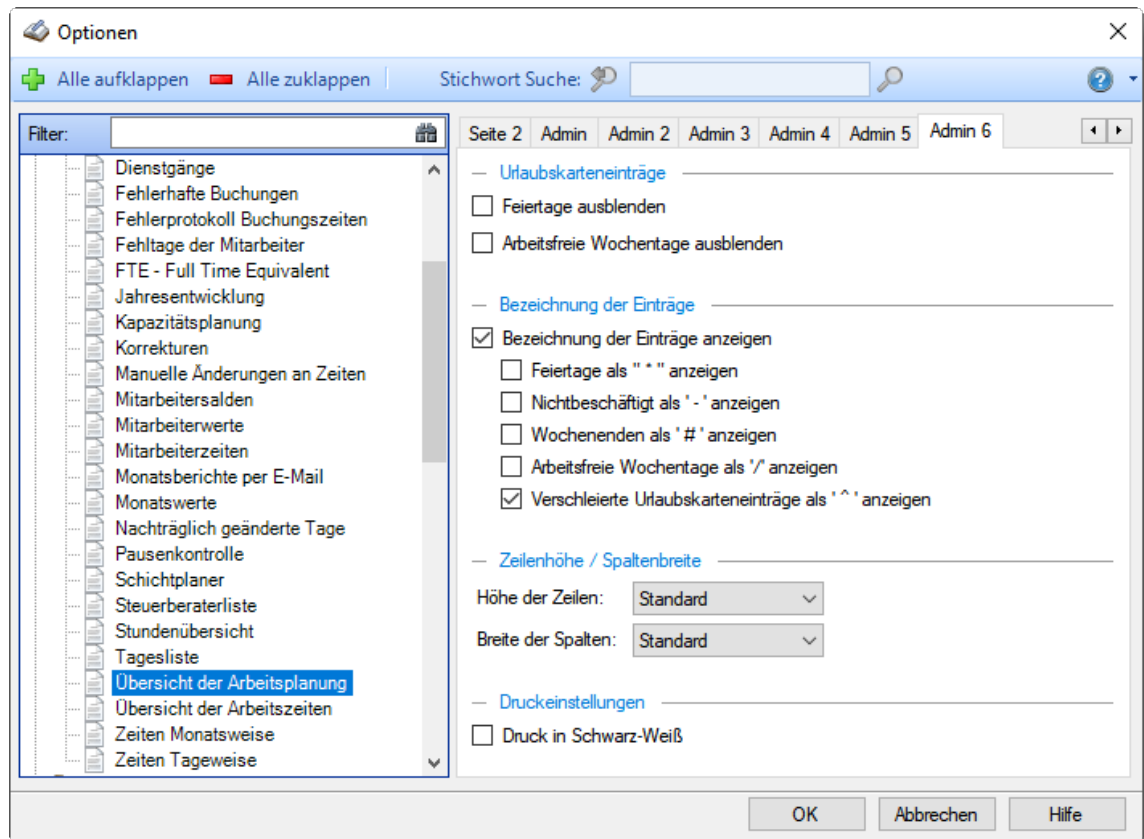 Optionen
Alle aufklappen Alle zuklappen Stichwort Suche:
Filter:
Dienstgänge
Fehlerhafte Buchungen
Fehlerprotokoll Buchungszeiten
Fehltage der Mitarbeiter
FTE - Full Time Equivalent
Jahresentwicklung
Kapazitätsplanung
Korrekturen
Manuelle Änderungen an Zeiten
Mitarbeitersalden
Mitarbeiterwerte
Mitarbeiterzeiten
Monatsberichte per E-Mail
Monatswerte
Nachträglich geänderte Tage
Pausenkontrolle
Schichtplaner
Steuerberaterliste
Stundenübersicht
Tagesliste
Übersicht der Arbeitsplanung
Übersicht der Arbeitszeiten
Zeiten Monatsweise
Zeiten Tageweise
Seite 2 Admin Admin 2 Admin 3 Admin 4 Admin 5 Admin 6
Urlaubskarteneinträge
Feiertage ausblenden
Arbeitsfreie Wochentage ausblenden
Bezeichnung der Einträge
Bezeichnung der Einträge anzeigen
Feiertage als " * " anzeigen
Nichtbeschäftigt als ' - ' anzeigen
Wochenenden als ' # ' anzeigen
Arbeitsfreie Wochentage als '/' anzeigen
Verschleierte Urlaubskarteneinträge als ' ^ ' anzeigen
Zeilenhöhe / Spaltenbreite
Höhe der Zeilen: Standard
Breite der Spalten: Standard
Druckeinstellungen
Druck in Schwarz-Weiß
OK Abbrechen Hilfe